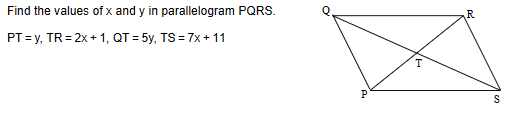 Find the values of x and y in parallelogram PQRS.
PT = y, TR = 2x + 1, QT = 5y, TS = 7x + 11
Q
R
T
P
S